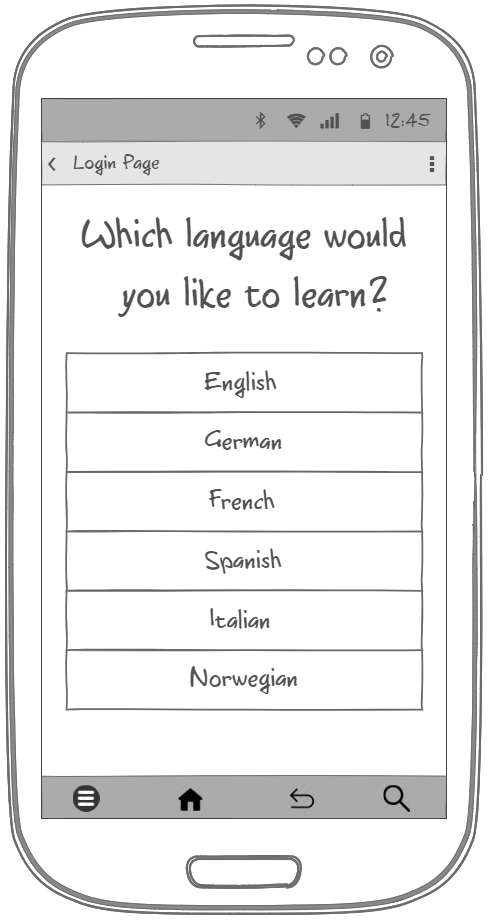 12:45
Login Page
Which language would
you like to learn?
English
German
French
Spanish
Italian
Norwegian